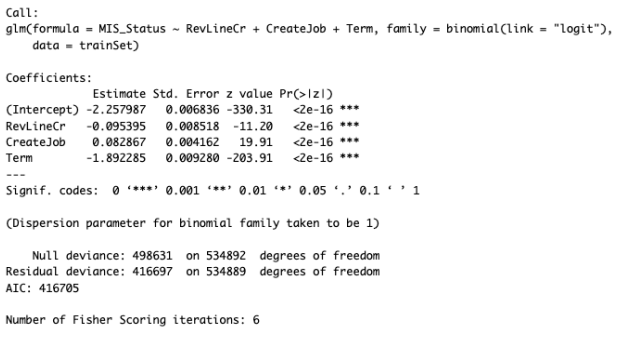 Call:
glm(formula = MIS_Status ~ RevLineCr + CreateJob + Term, family = binomial(link = "logit"),
    data = trainSet)

Coefficients:
             Estimate Std. Error z value Pr(>|z|)
(Intercept) -2.257987   0.006836 -330.31   <2e-16 ***
RevLineCr   -0.095395   0.008518  -11.20   <2e-16 ***
CreateJob    0.082867   0.004162   19.91   <2e-16 ***
Term        -1.892285   0.009280 -203.91   <2e-16 ***
---
Signif. codes:  0 ‘***’ 0.001 ‘**’ 0.01 ‘*’ 0.05 ‘.’ 0.1 ‘ ’ 1

(Dispersion parameter for binomial family taken to be 1)

    Null deviance: 498631  on 534892  degrees of freedom
Residual deviance: 416697  on 534889  degrees of freedom
AIC: 416705

Number of Fisher Scoring iterations: 6